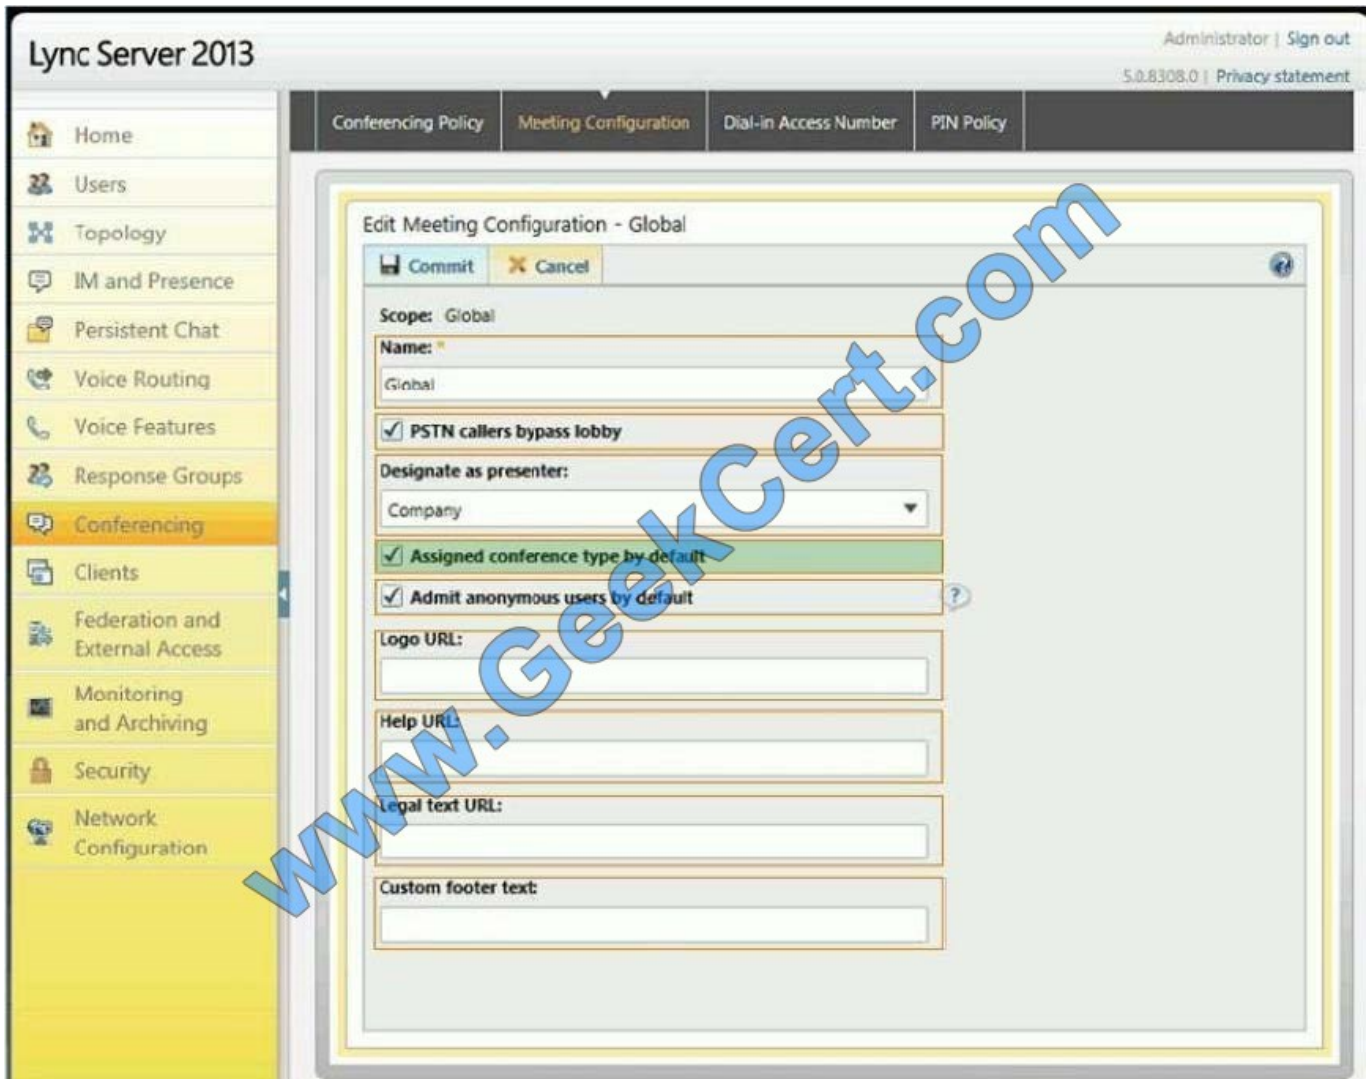 Lync Server 2013
Administrator | Sign out
5.0.8308.0 | Privacy statement
Home
Users
Topology
IM and Presence
Persistent Chat
Voice Routing
Voice Features
Response Groups
Conferencing
Clients
Federation and
External Access
Monitoring
and Archiving
Security
Network
Configuration
Conferencing Policy
Meeting Configuration
Dial-in Access Number
PIN Policy
Edit Meeting Configuration - Global
Commit
Cancel
Scope: Global
Name: *
Global
PSTN callers bypass lobby
Designate as presenter:
Company
Assigned conference type by default
Admit anonymous users by default
?
Logo URL:
Help URL:
Legal text URL:
Custom footer text:
www.GeekCert.com